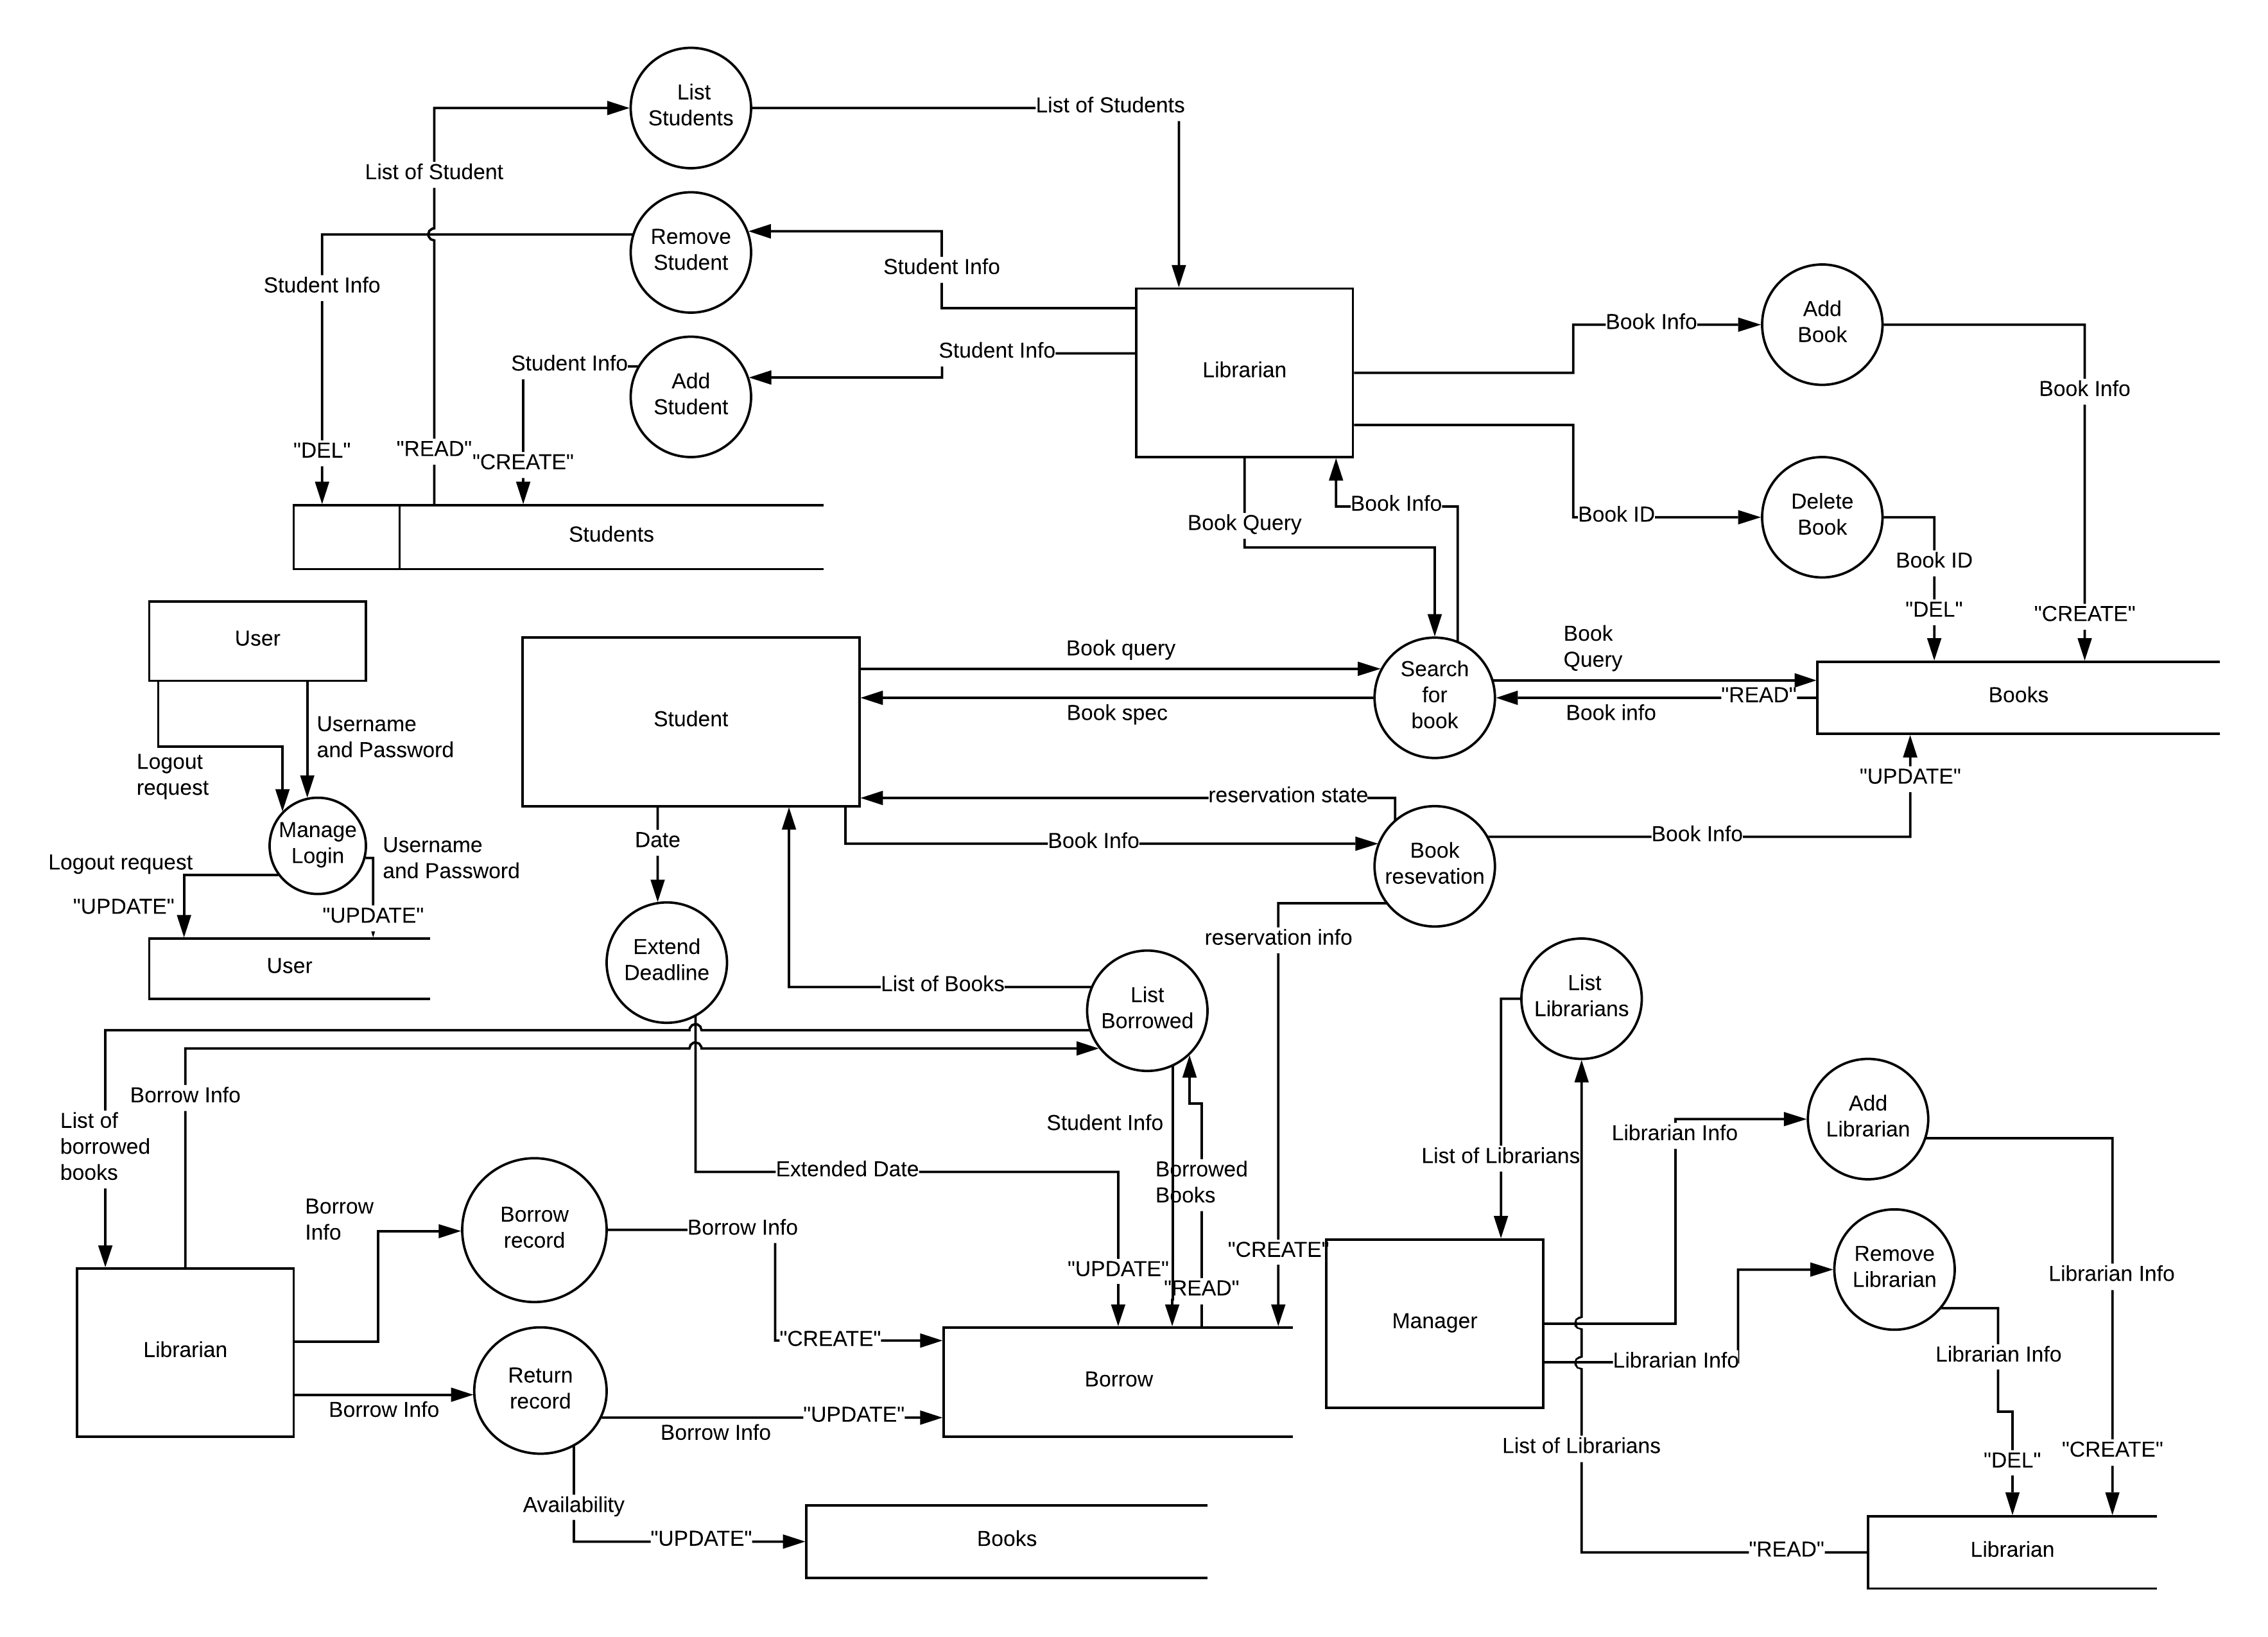 List
Students
List of Students
List of Student
Remove
Student
Student Info
Student Info
Add
Student
Student Info
Student Info
"DEL"
"READ"
"CREATE"
Students
Librarian
Book Info
Add
Book
Book Info
Book ID
Delete
Book
Book ID
"DEL"
"CREATE"
Book Query
Book Info
User
Username
and Password
Logout
request
Manage
Login
Username
and Password
Logout request
"UPDATE"
"UPDATE"
User
Student
Book query
Book spec
Search
for
book
Book
Query
"READ"
Book info
Books
"UPDATE"
reservation state
Book Info
Book
resevation
Book Info
Date
Extend
Deadline
reservation info
List of Books
List
Borrowed
List
Librarians
Borrow Info
List of
borrowed
books
Student Info
Borrowed
Books
Extended Date
List of Librarians
Librarian Info
Add
Librarian
Borrow
Info
Borrow
record
Borrow Info
"UPDATE"
"READ"
"CREATE"
Remove
Librarian
Librarian Info
Librarian
"CREATE"
Borrow
Manager
Librarian Info
Librarian Info
Borrow Info
Return
record
"UPDATE"
Borrow Info
List of Librarians
"DEL"
"CREATE"
Availability
"UPDATE"
Books
"READ"
Librarian